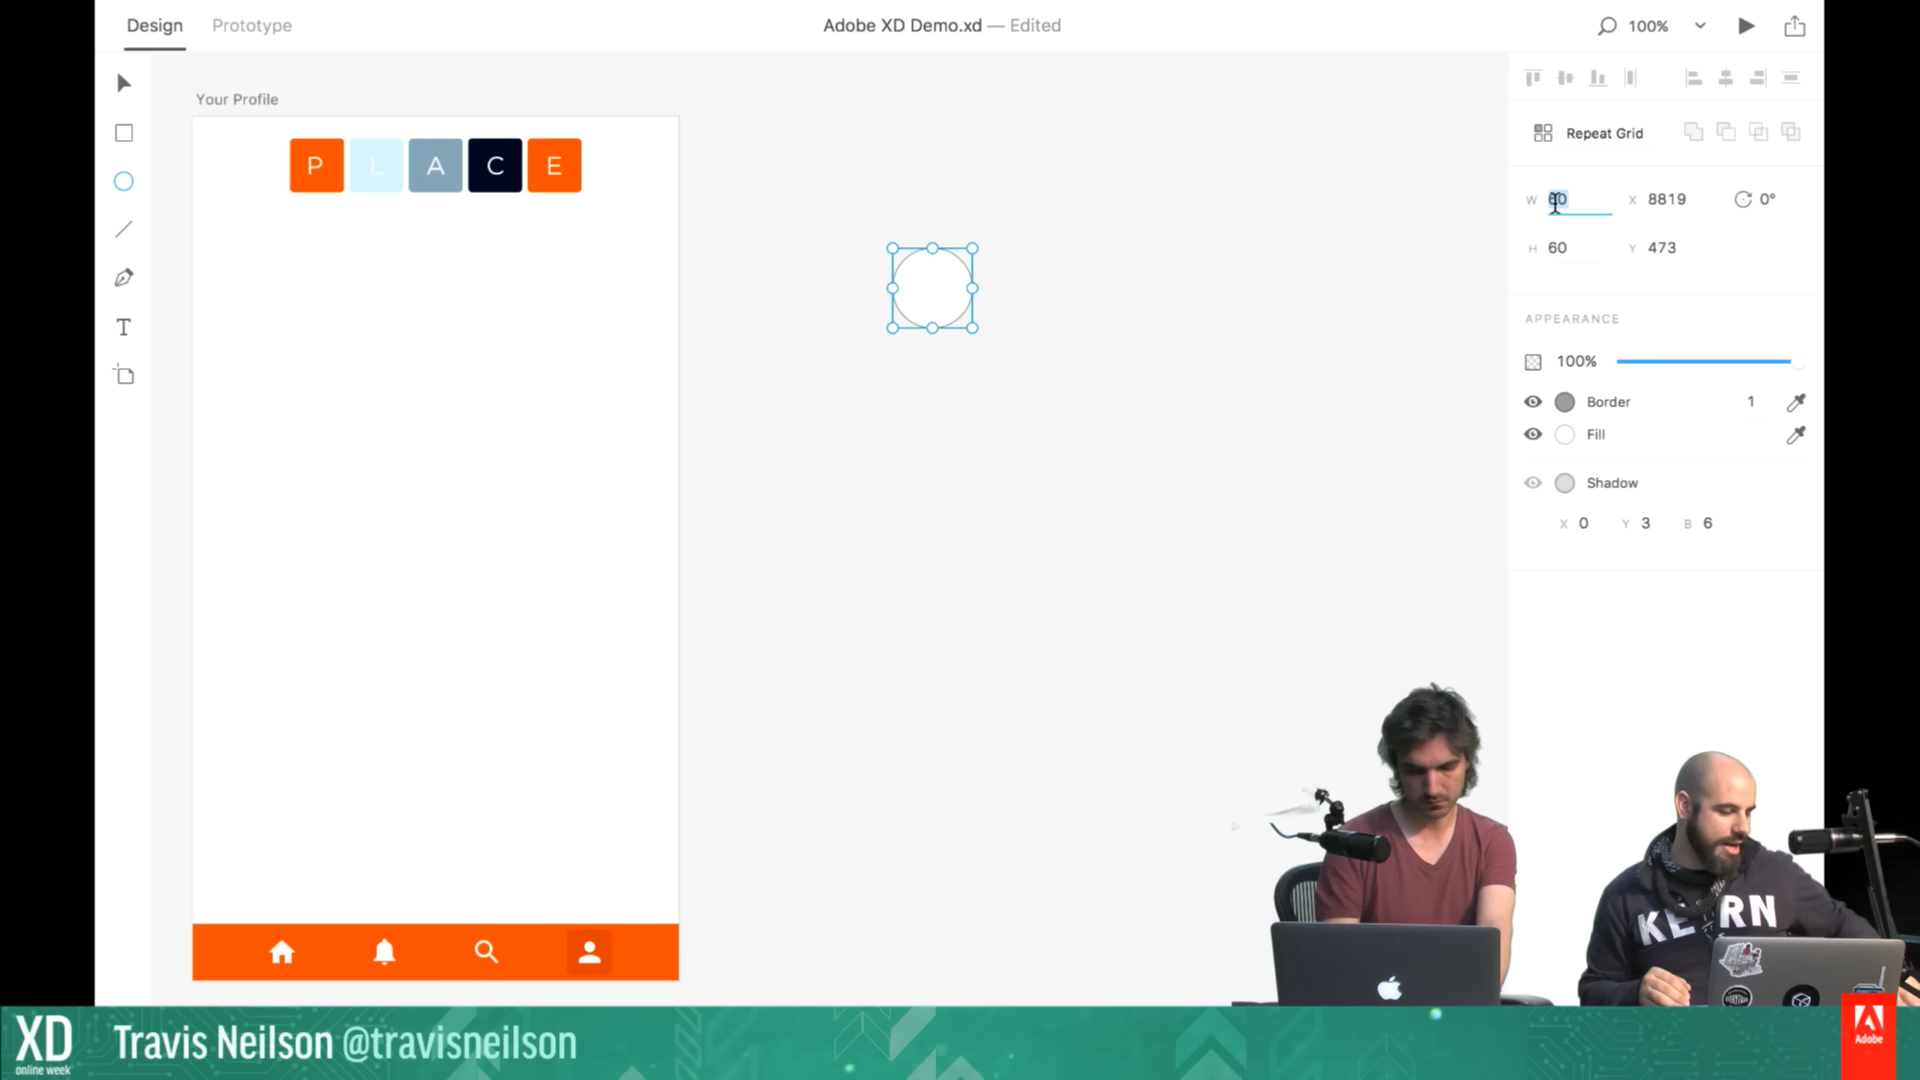 Design
Prototype
Adobe XD Demo.xd — Edited
100%
Your Profile
P L A C E
Repeat Grid
W 60 X 8819 0°
H 60 Y 473
APPEARANCE
100%
Border 1
Fill
Shadow
X 0 Y 3 B 6
T
KERN
XD
online week
Travis Neilson @travisneilson
Adobe